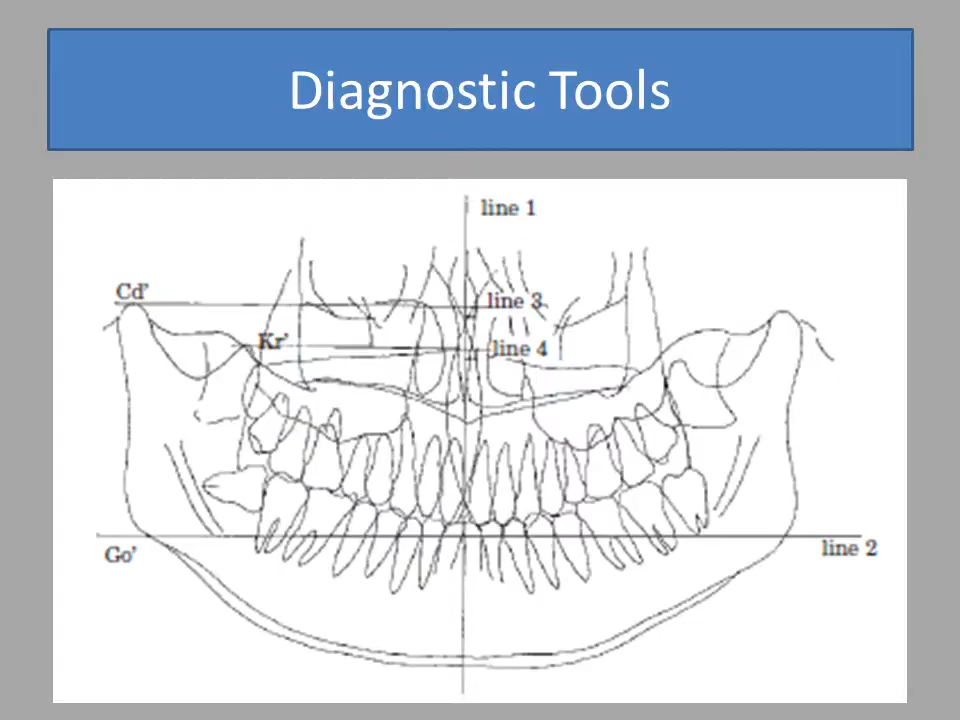 Diagnostic Tools
line 1
Cd'
line 3
Kr'
line 4
Go'
line 2